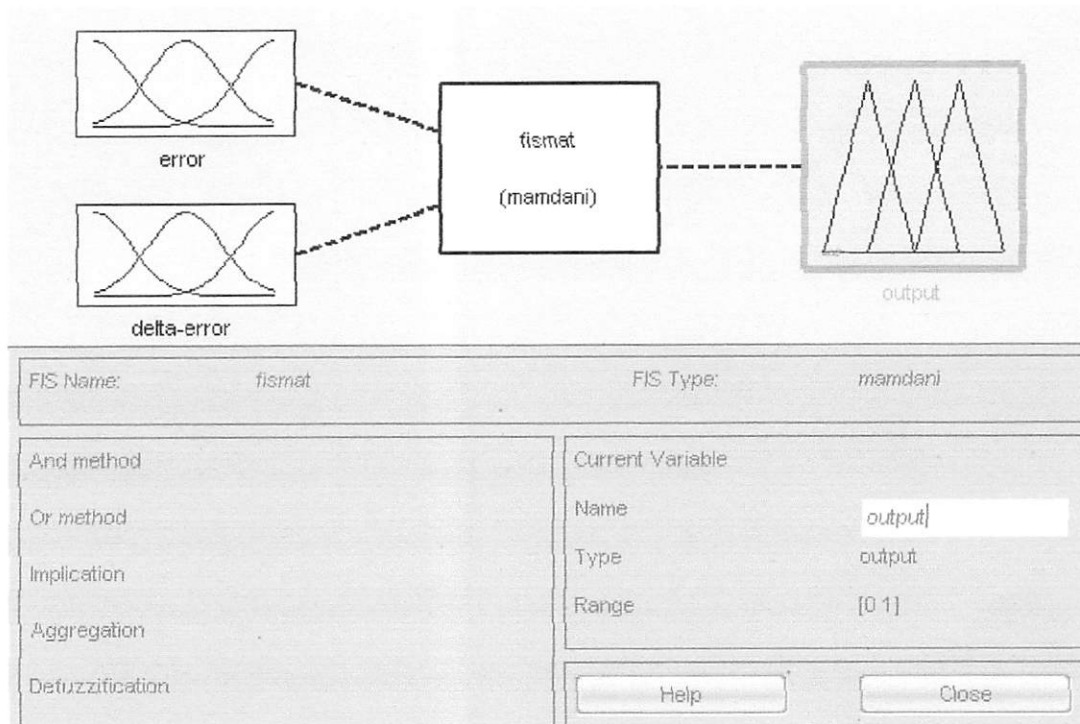 error
fismat
(mamdani)
output
delta-error
FIS Name: fismat FIS Type: mamdani
And method
Or method
Implication
Aggregation
Defuzzification
Current Variable
Name output
Type output
Range [0 1]
Help Close